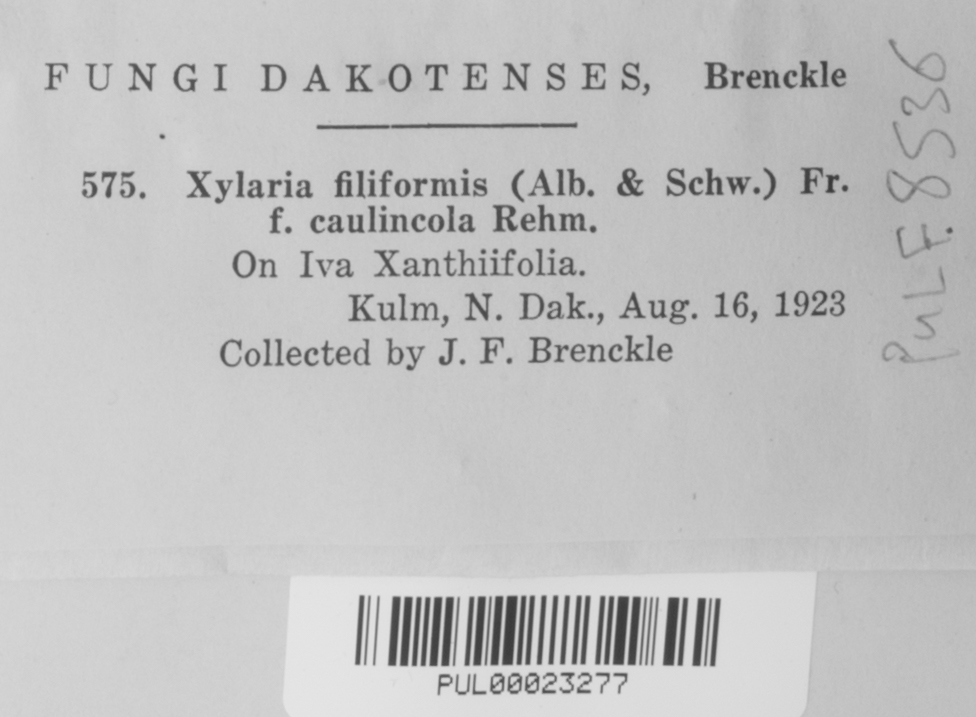 FUNGI DAKOTENSES, Brenckle
575. Xylaria filiformis (Alb. & Schw.) Fr.
f. caulincola Rehm.
On Iva Xanthiifolia.
Kulm, N. Dak., Aug. 16, 1923
Collected by J. F. Brenckle
PUL F. 8536
PUL00023277